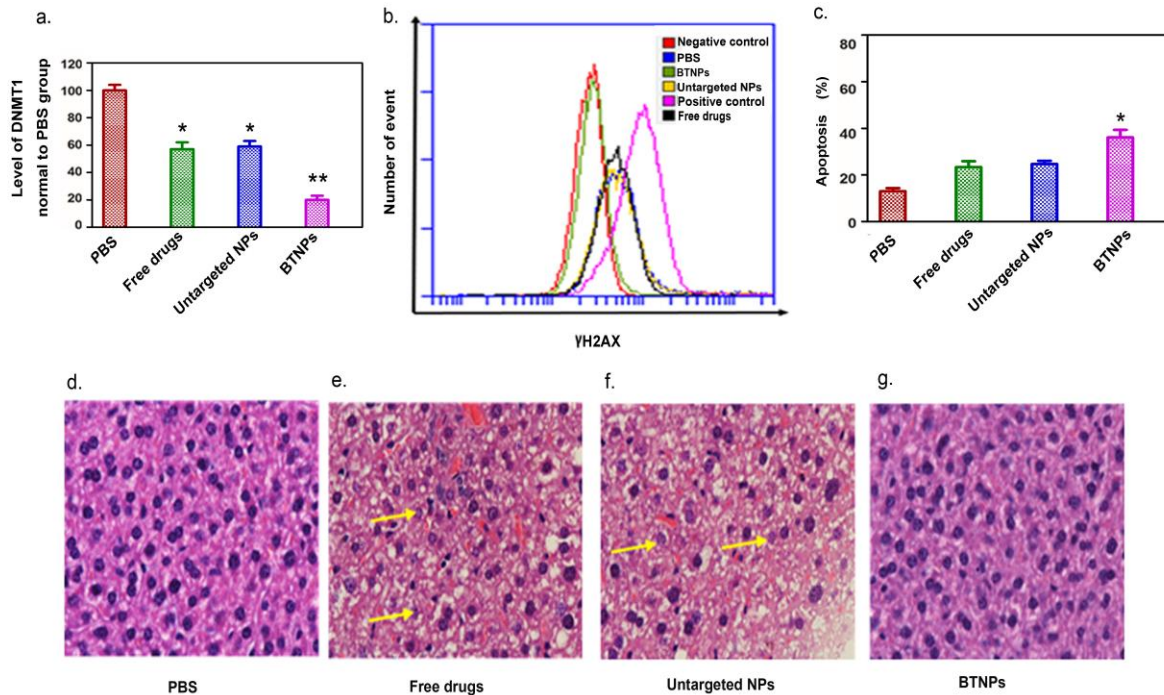 a.
Level of DNMT1
normal to PBS group
120
100
80
60
40
20
0
*
*
**
PBS
Free drugs
Untargeted NPs
BTNPs
b.
Number of event
Negative control
PBS
BTNPs
Untargeted NPs
Positive control
Free drugs
γH2AX
c.
Apoptosis (%)
80
60
40
20
0
*
PBS
Free drugs
Untargeted NPs
BTNPs
d.
e.
f.
g.
PBS
Free drugs
Untargeted NPs
BTNPs